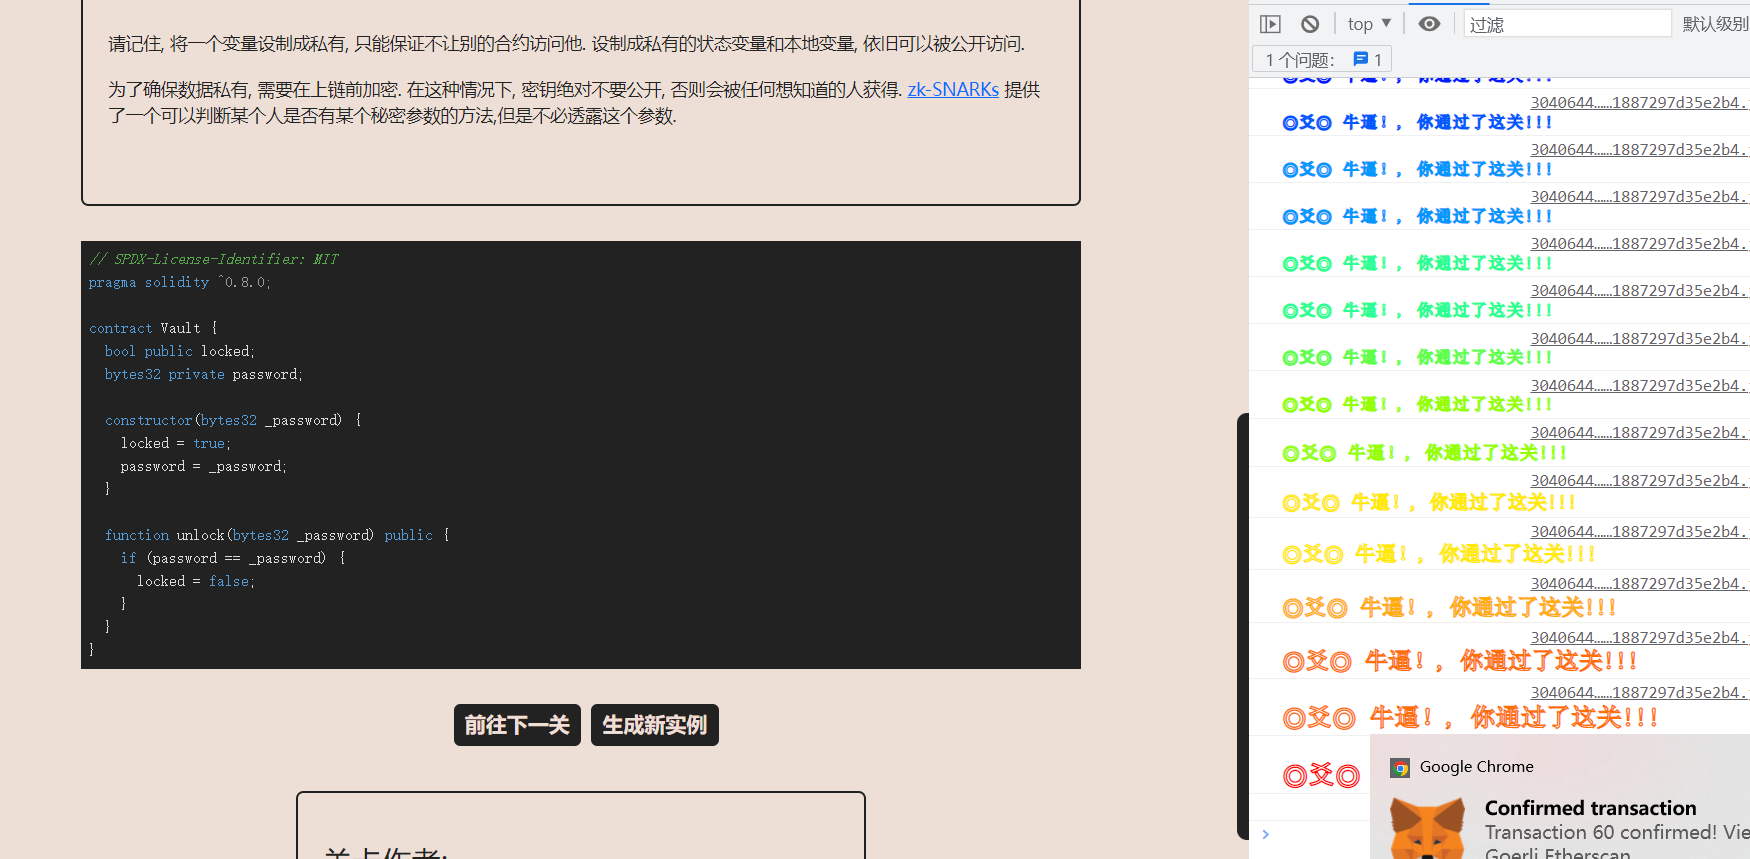 请记住, 将一个变量设制成私有, 只能保证不让别的合约访问他. 设制成私有的状态变量和本地变量, 依旧可以被公开访问.
为了确保数据私有, 需要在上链前加密. 在这种情况下, 密钥绝对不要公开, 否则会被任何想知道的人获得. zk-SNARKs 提供
了一个可以判断某个人是否有某个秘密参数的方法,但是不必透露这个参数.
// SPDX-License-Identifier: MIT
pragma solidity ^0.8.0;
contract Vault {
bool public locked;
bytes32 private password;
constructor(bytes32 _password) {
locked = true;
password = _password;
}
function unlock(bytes32 _password) public {
if (password == _password) {
locked = false;
}
}
}
前往下一关
生成新实例
关卡作者:
top ▼
过滤
默认级别
1 个问题: 1
3040644……1887297d35e2b4.
◎爻◎ 牛逼!, 你通过了这关!!!
3040644……1887297d35e2b4.
◎爻◎ 牛逼!, 你通过了这关!!!
3040644……1887297d35e2b4.
◎爻◎ 牛逼!, 你通过了这关!!!
3040644……1887297d35e2b4.
◎爻◎ 牛逼!, 你通过了这关!!!
3040644……1887297d35e2b4.
◎爻◎ 牛逼!, 你通过了这关!!!
3040644……1887297d35e2b4.
◎爻◎ 牛逼!, 你通过了这关!!!
3040644……1887297d35e2b4.
◎爻◎ 牛逼!, 你通过了这关!!!
3040644……1887297d35e2b4.
◎爻◎ 牛逼!, 你通过了这关!!!
3040644……1887297d35e2b4.
◎爻◎ 牛逼!, 你通过了这关!!!
3040644……1887297d35e2b4.
◎爻◎ 牛逼!, 你通过了这关!!!
3040644……1887297d35e2b4.
◎爻◎ 牛逼!, 你通过了这关!!!
3040644……1887297d35e2b4.
◎爻◎ 牛逼!, 你通过了这关!!!
3040644……1887297d35e2b4.
◎爻◎ 牛逼!, 你通过了这关!!!
◎爻◎
Google Chrome
Confirmed transaction
Transaction 60 confirmed! Vie
Goerli Etherscan